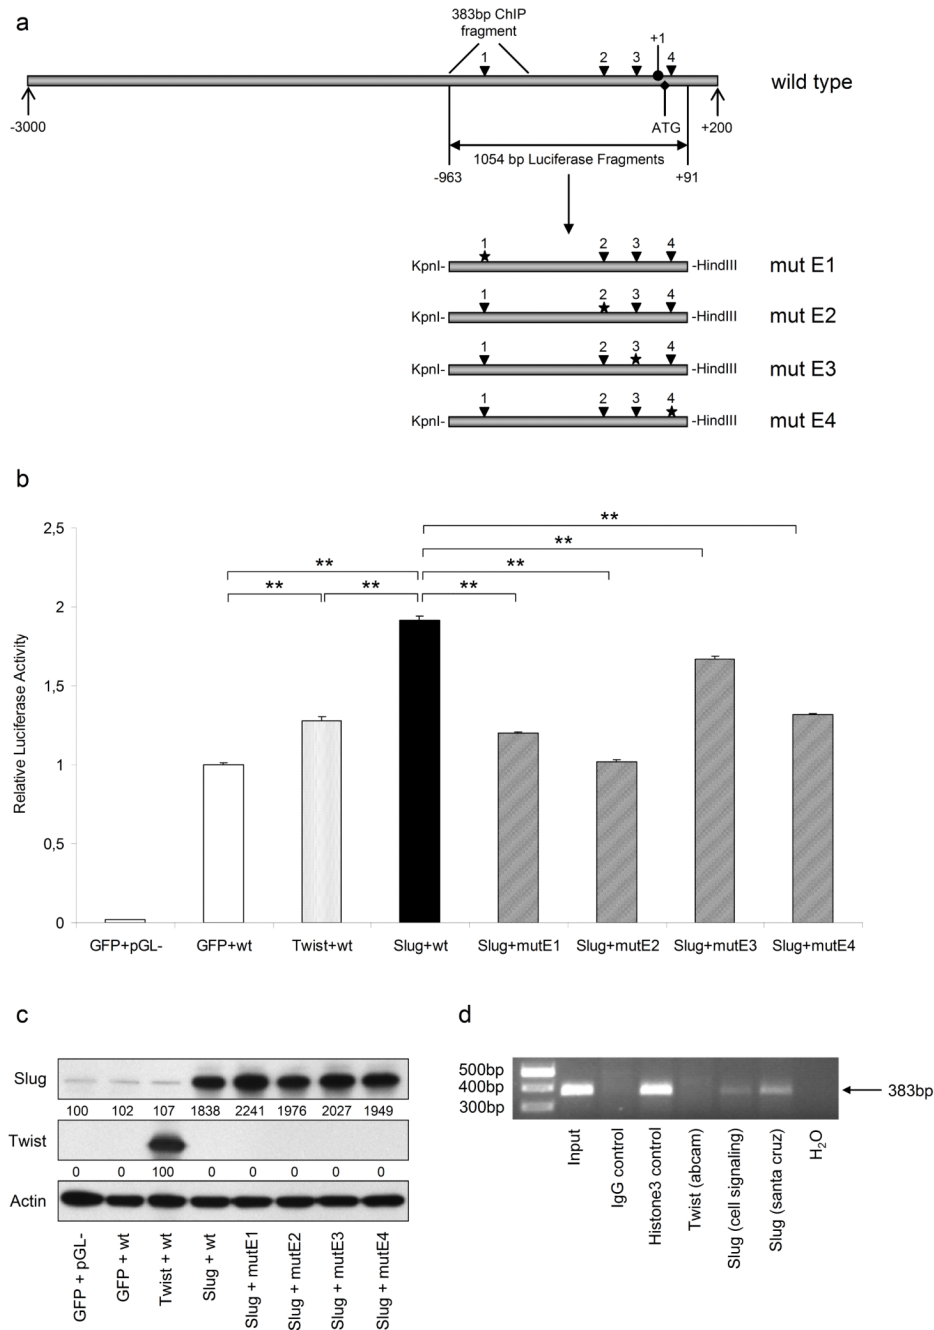 a
383bp ChIP
fragment
+1
1 2 3 4
wild type
-3000
ATG
+200
1054 bp Luciferase Fragments
-963
+91
1 2 3 4
KpnI- -HindIII mut E1
1 2 3 4
KpnI- -HindIII mut E2
1 2 3 4
KpnI- -HindIII mut E3
1 2 3 4
KpnI- -HindIII mut E4
b
Relative Luciferase Activity
2,5
2
1,5
1
0,5
0
**
**
** **
** ** **
GFP+pGL- GFP+wt Twist+wt Slug+wt Slug+mutE1 Slug+mutE2 Slug+mutE3 Slug+mutE4
c
Slug
100 102 107 1838 2241 1976 2027 1949
Twist
0 0 100 0 0 0 0 0
Actin
GFP + pGL-
GFP + wt
Twist + wt
Slug + wt
Slug + mutE1
Slug + mutE2
Slug + mutE3
Slug + mutE4
d
500bp
400bp
300bp
383bp
Input
IgG control
Histone3 control
Twist (abcam)
Slug (cell signaling)
Slug (santa cruz)
H₂O